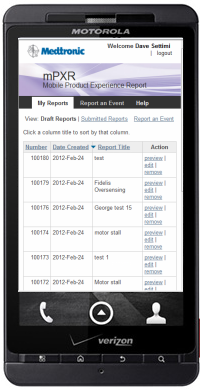 MOTOROLA
Medtronic
Welcome Dave Settimi
| logout
mPXR
Mobile Product Experience Report
My Reports Report an Event Help
View: Draft Reports | Submitted Reports Report an Event
Click a column title to sort by that column.
Number Date Created Report Title Action
100180 2012-Feb-24 test preview |
edit |
remove
100179 2012-Feb-24 Fidelis preview |
Oversensing edit |
remove
100176 2012-Feb-24 George test 15 preview |
edit |
remove
100174 2012-Feb-24 motor stall preview |
edit |
remove
100173 2012-Feb-24 test 1 preview |
edit |
remove
100172 2012-Feb-24 Motor stall preview |
edit |
verizon